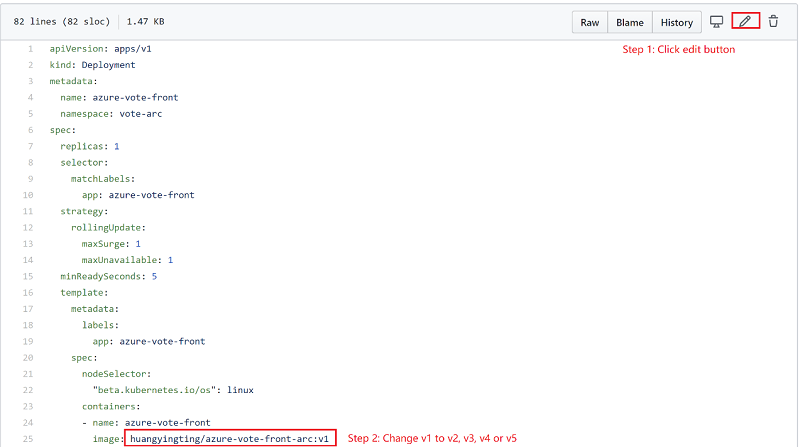 82 lines (82 sloc) 1.47 KB Raw Blame History
Step 1: Click edit button
1 apiVersion: apps/v1
2 kind: Deployment
3 metadata:
4 name: azure-vote-front
5 namespace: vote-arc
6 spec:
7 replicas: 1
8 selector:
9 matchLabels:
10 app: azure-vote-front
11 strategy:
12 rollingUpdate:
13 maxSurge: 1
14 maxUnavailable: 1
15 minReadySeconds: 5
16 template:
17 metadata:
18 labels:
19 app: azure-vote-front
20 spec:
21 nodeSelector:
22 "beta.kubernetes.io/os": linux
23 containers:
24 - name: azure-vote-front
25 image: huangyingting/azure-vote-front-arc:v1 Step 2: Change v1 to v2, v3, v4 or v5